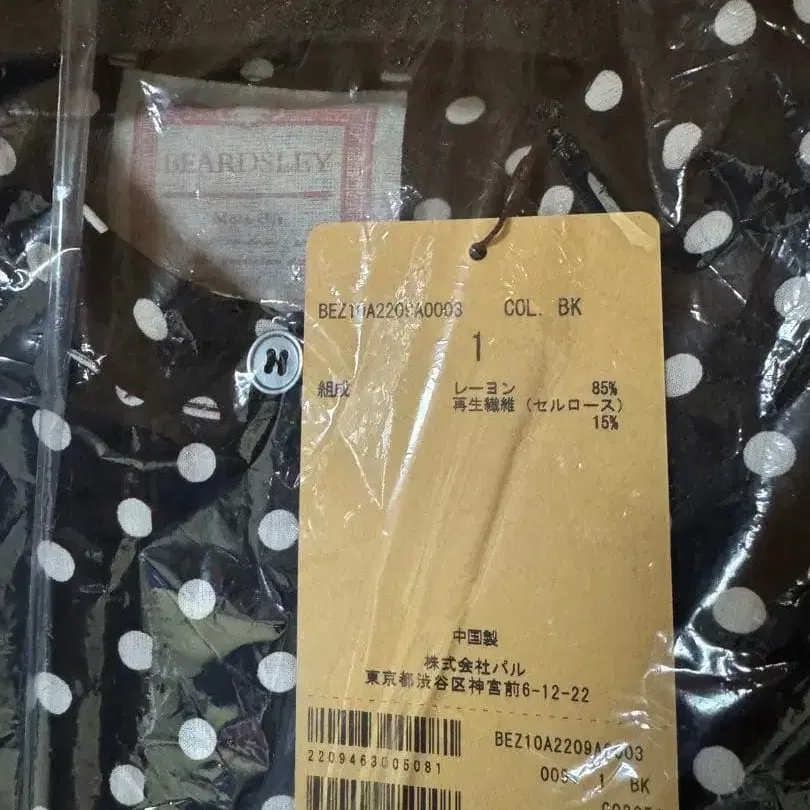 BEARDSLEY
BEZ10A2209A0003 COL. BK
1
組成 レーヨン 85%
再生繊維（セルロース）
15%
中国製
株式会社パル
東京都渋谷区神宮前6-12-22
2209463005081
BEZ10A2209A0003
005 1 BK